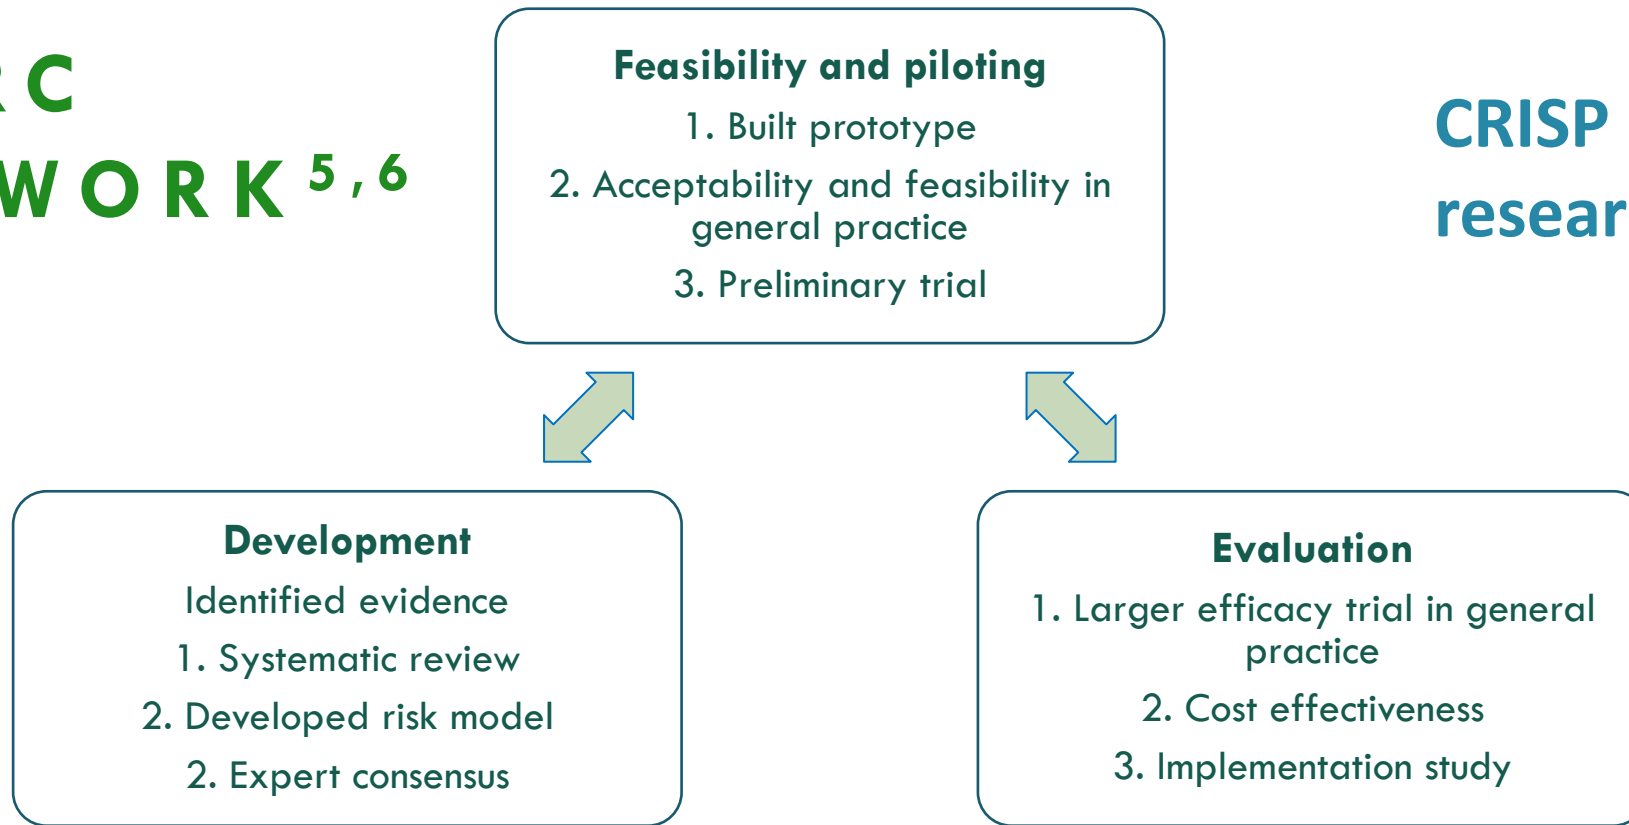 RC
WORK5,6
CRISP
resear
Feasibility and piloting
1. Built prototype
2. Acceptability and feasibility in
general practice
3. Preliminary trial
Development
Identified evidence
1. Systematic review
2. Developed risk model
2. Expert consensus
Evaluation
1. Larger efficacy trial in general
practice
2. Cost effectiveness
3. Implementation study